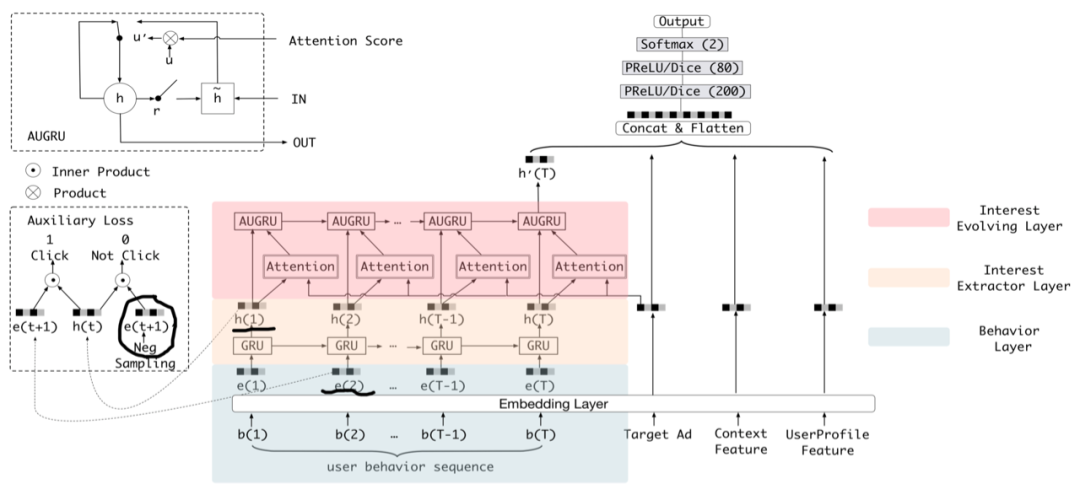 Output
Softmax (2)
PReLU/Dice (80)
PReLU/Dice (200)
Concat & Flatten
u' u Attention Score
h r h̃ IN
AUGRU OUT
Inner Product
Product
h'(T)
Auxiliary Loss
1 0
Click Not Click
e(t+1) h(t) e(t+1)
Neg
Sampling
AUGRU AUGRU ... AUGRU AUGRU
Attention Attention Attention Attention
h(1) h(2) h(T-1) h(T)
GRU GRU ... GRU GRU
e(1) e(2) ... e(T-1) e(T)
Embedding Layer
b(1) b(2) ... b(T-1) b(T)
user behavior sequence
Target Ad
Context
Feature
UserProfile
Feature
Interest
Evolving Layer
Interest
Extractor Layer
Behavior
Layer